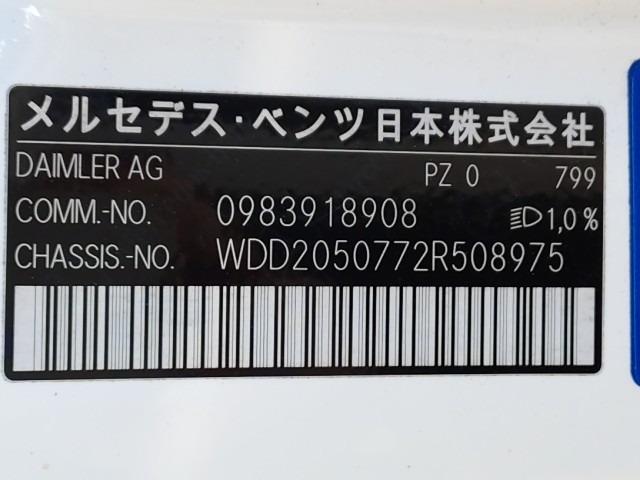 メルセデス・ベンツ日本株式会社
DAIMLER AG PZ 0 799
COMM.-NO. 0983918908 1,0%
CHASSIS.-NO. WDD2050772R508975